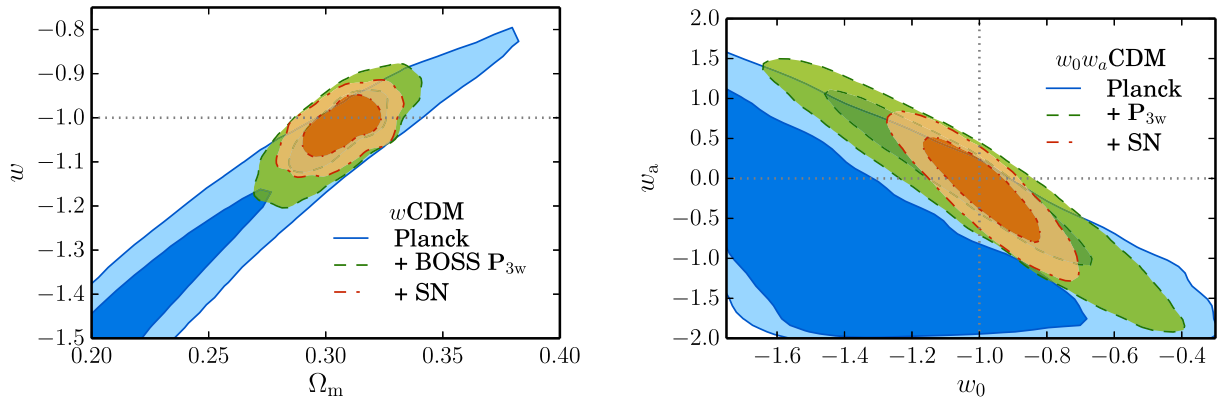 −0.8
−0.9
−1.0
−1.1
−1.2
−1.3
−1.4
−1.5
w
wCDM
Planck
+ BOSS P3w
+ SN
0.20 0.25 0.30 0.35 0.40
Ωm
2.0
1.5
1.0
0.5
0.0
−0.5
−1.0
−1.5
−2.0
wa
w0waCDM
Planck
+ P3w
+ SN
−1.6 −1.4 −1.2 −1.0 −0.8 −0.6 −0.4
w0